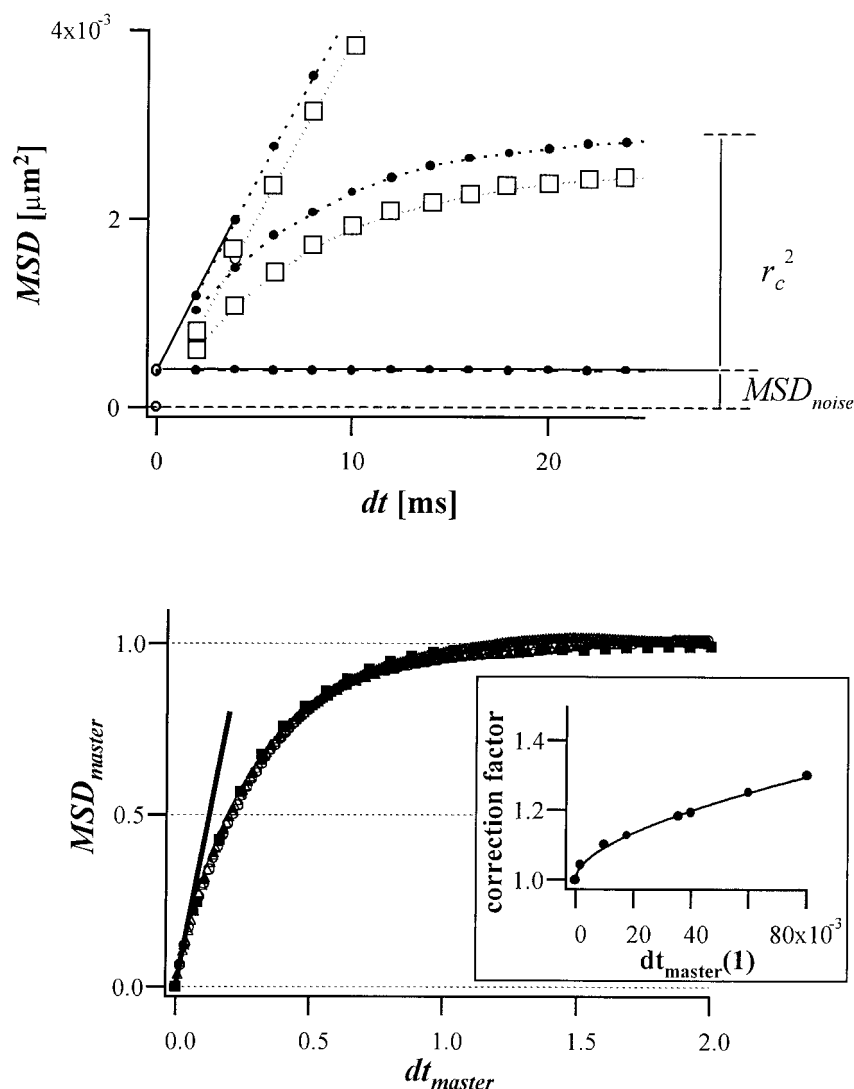 4x10⁻³
2
0
MSD [μm²]
r_c²
MSD_noise
0
10
20
dt [ms]
1.0
0.5
0.0
MSD_master
correction factor
1.4
1.2
1.0
0
20
40
80x10⁻³
dt_master(1)
0.0
0.5
1.0
1.5
2.0
dt_master